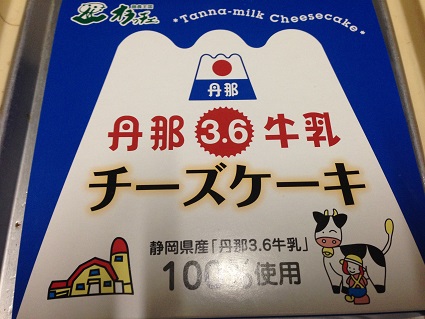 *Tanna-milk Cheesecake*
丹那
丹那3.6牛乳
チーズケーキ
静岡県産「丹那3.6牛乳」
100%使用